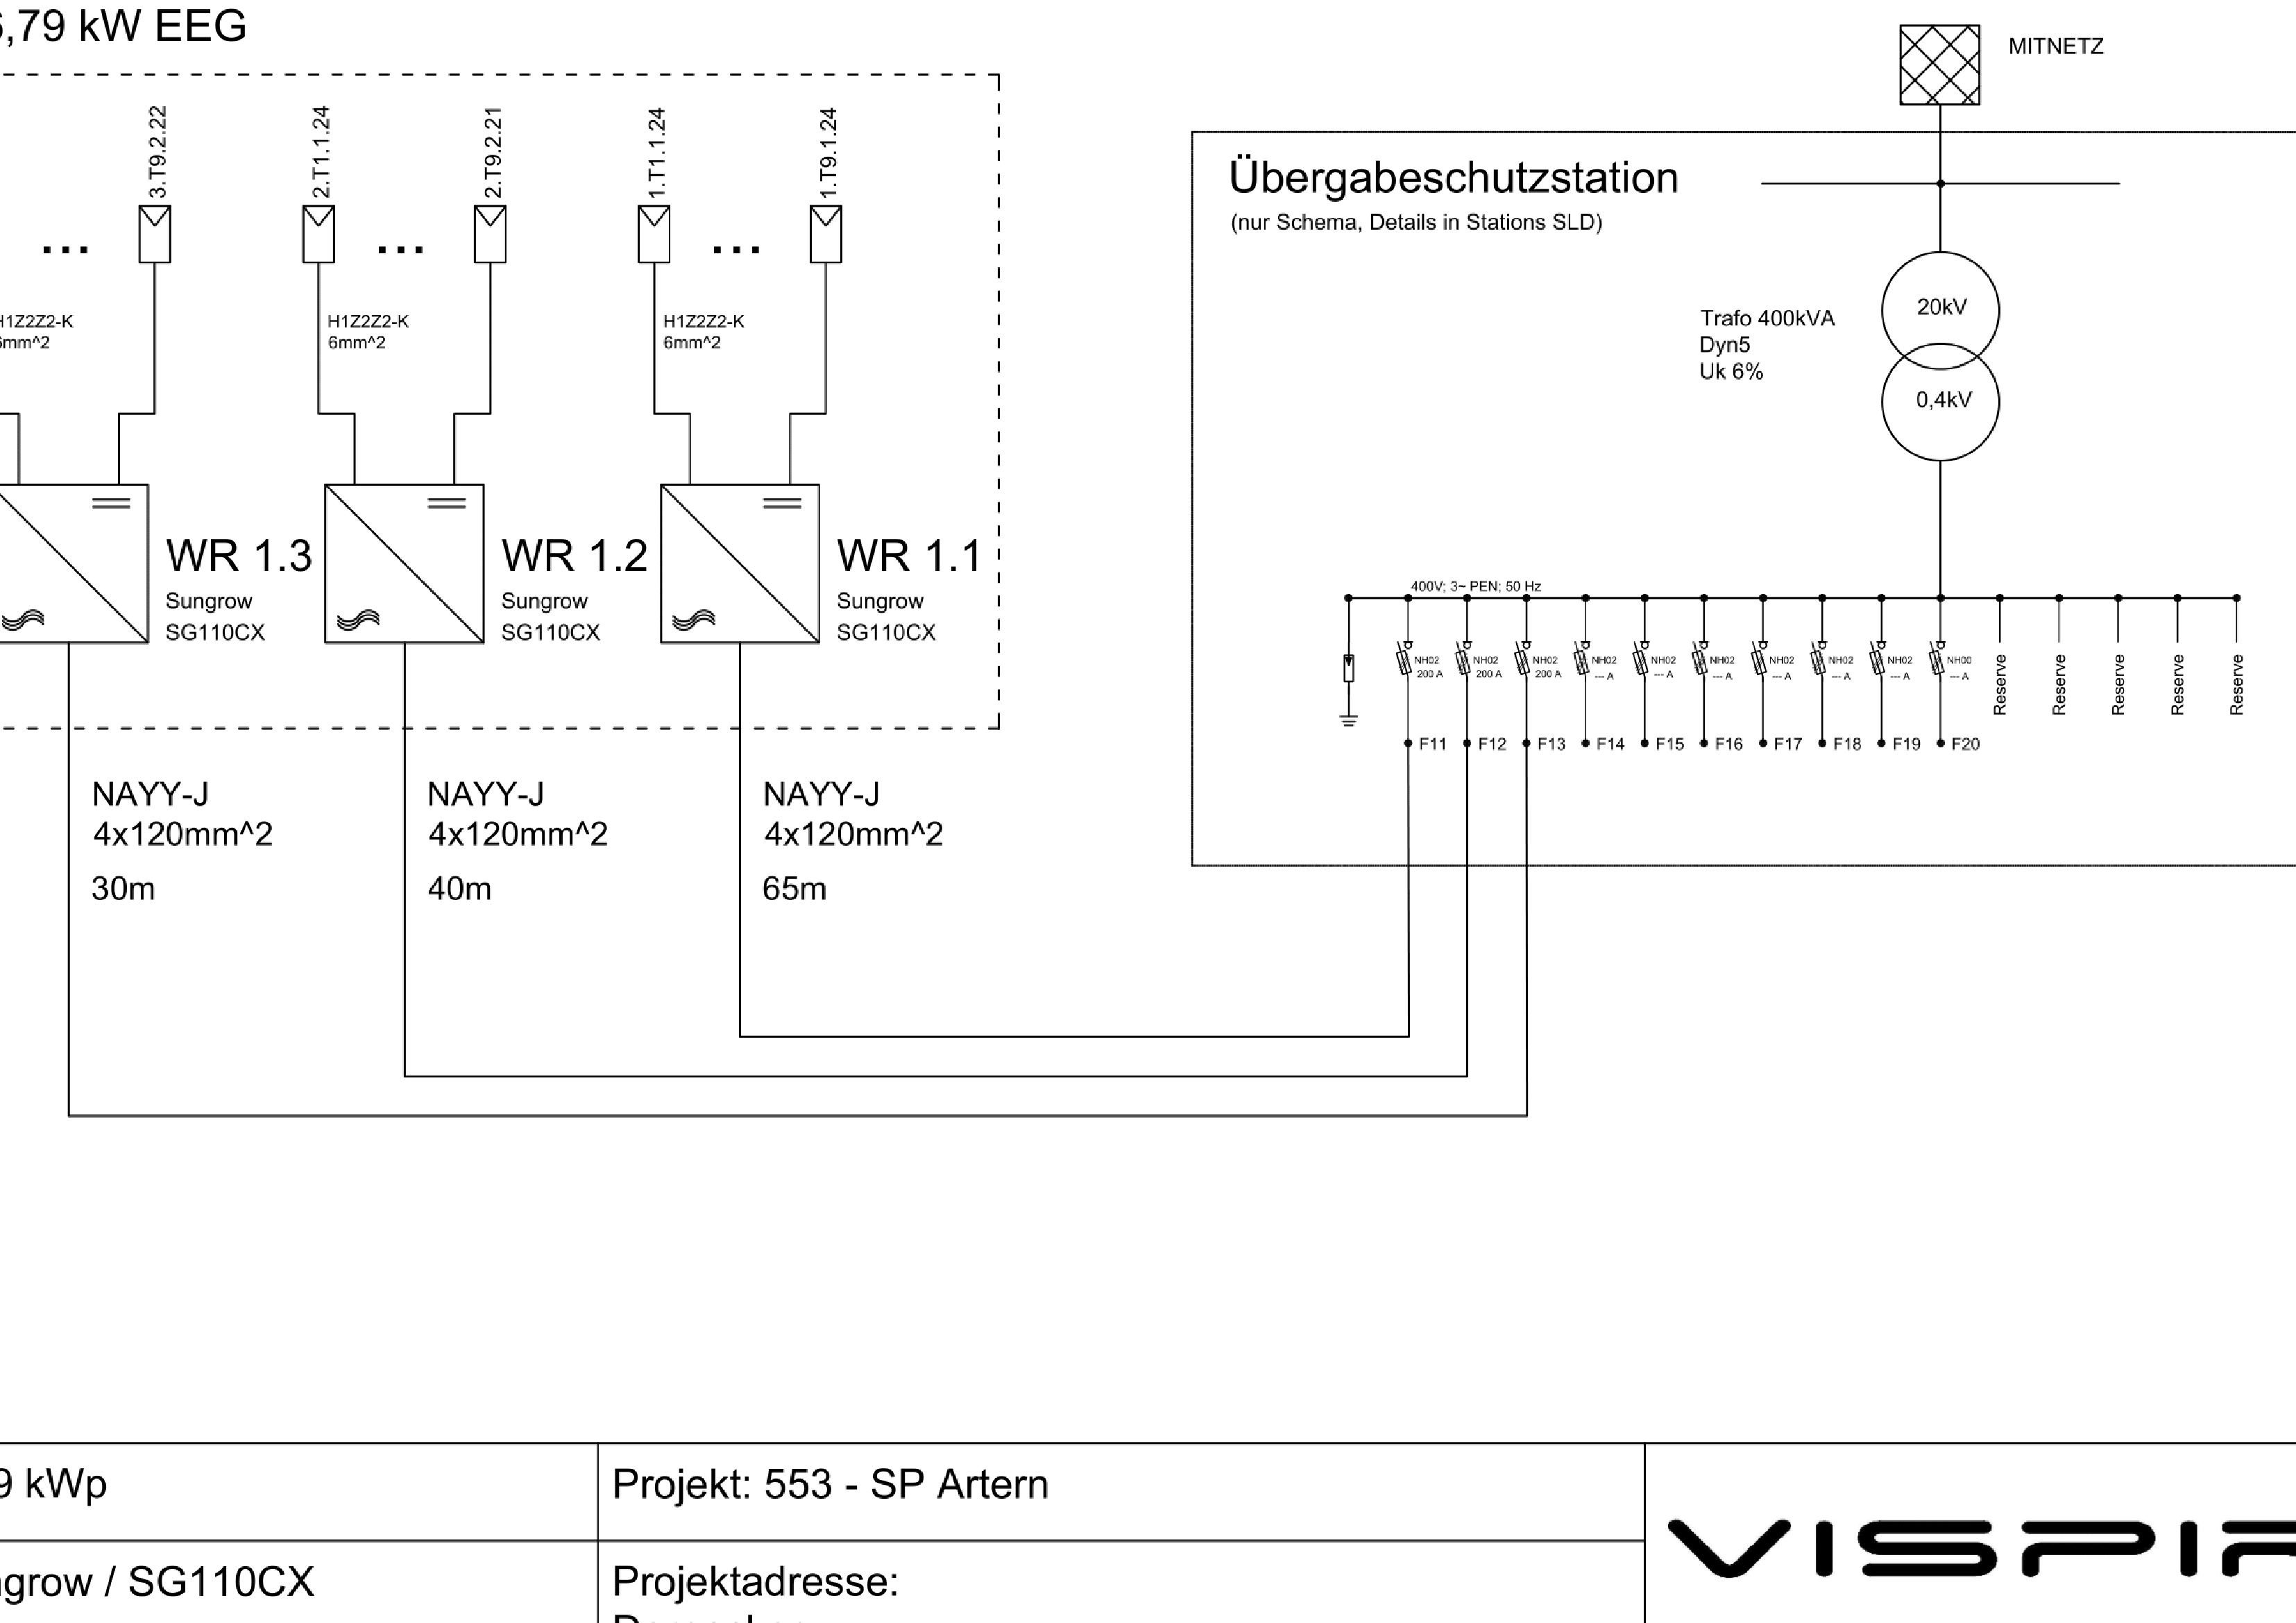 ,79 kW EEG
MITNETZ
3.T9.2.22
2.T1.1.24
2.T9.2.21
1.T1.1.24
1.T9.1.24
...
...
...
Übergabeschutzstation
(nur Schema, Details in Stations SLD)
H1Z2Z2-K
6mm^2
H1Z2Z2-K
6mm^2
H1Z2Z2-K
6mm^2
Trafo 400kVA
Dyn5
Uk 6%
20kV
0,4kV
WR 1.3
Sungrow
SG110CX
WR 1.2
Sungrow
SG110CX
WR 1.1
Sungrow
SG110CX
400V; 3~ PEN; 50 Hz
NH02
200 A
NH02
200 A
NH02
200 A
NH02
--- A
NH02
--- A
NH02
--- A
NH02
--- A
NH02
--- A
NH02
--- A
NH00
--- A
Reserve
Reserve
Reserve
Reserve
Reserve
F11
F12
F13
F14
F15
F16
F17
F18
F19
F20
NAYY-J
4x120mm^2
30m
NAYY-J
4x120mm^2
40m
NAYY-J
4x120mm^2
65m
9 kWp
Projekt: 553 - SP Artern
grow / SG110CX
Projektadresse:
VISPIR